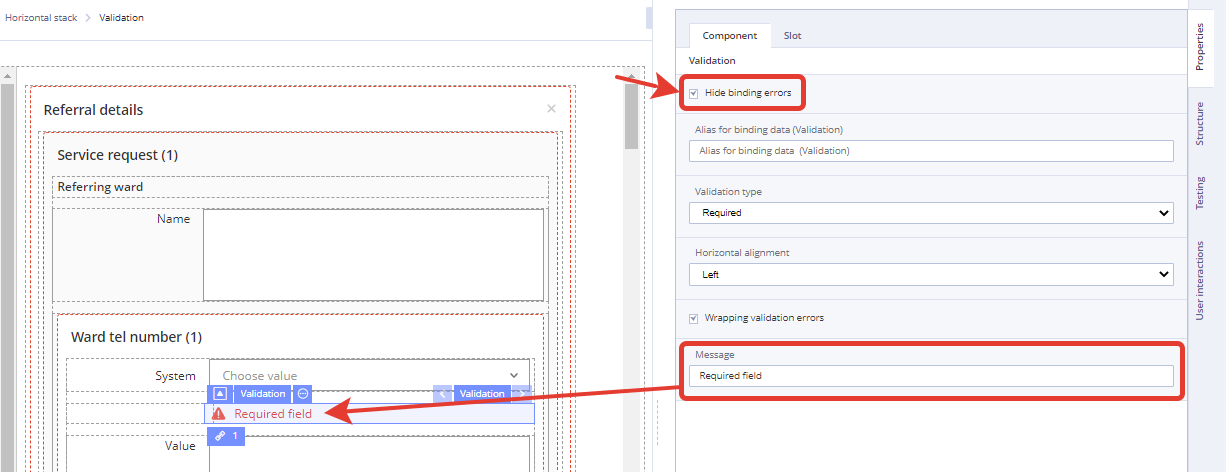 Horizontal stack > Validation
Referral details
Service request (1)
Referring ward
Name
Ward tel number (1)
System
Choose value
Validation
Validation
Required field
1
Value
Component
Slot
Validation
Hide binding errors
Alias for binding data (Validation)
Alias for binding data (Validation)
Validation type
Required
Horizontal alignment
Left
Wrapping validation errors
Message
Required field
Properties
Structure
Testing
User interactions